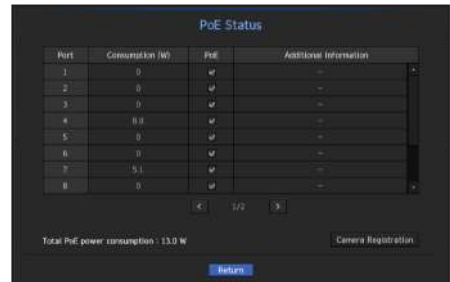 PoE Status
Port Consumption (W) PoE Additional Information
1 0 -
2 0 -
3 0 -
4 8.0 -
5 0 -
6 0 -
7 5.1 -
8 0 -
< 1/2 >
Total PoE power consumption : 13.0 W Camera Registration
Return